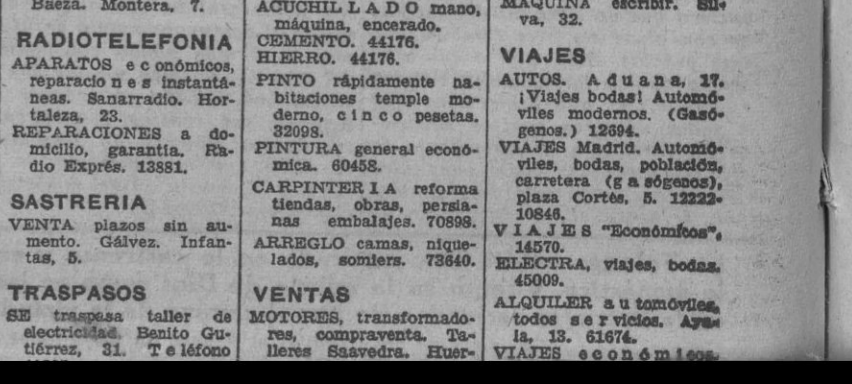 Baeza. Montera, 7.
RADIOTELEFONIA
APARATOS económicos,
reparaciones instantá-
neas. Sanarradio. Hor-
taleza, 23.
REPARACIONES a do-
micilio, garantía. Ra-
dio Exprés. 13881.
SASTRERIA
VENTA plazos sin au-
mento. Gálvez. Infan-
tas, 5.
TRASPASOS
SE traspasa taller de
electricidad. Benito Gu-
tiérrez, 31. Teléfono
ACUCHILLADO mano,
máquina, encerado.
CEMENTO. 44176.
HIERRO. 44176.
PINTO rápidamente ha-
bitaciones temple mo-
derno, cinco pesetas.
32098.
PINTURA general econó-
mica. 60458.
CARPINTERIA reforma
tiendas, obras, persia-
nas embalajes. 70898.
ARREGLO camas, nique-
lados, somiers. 73640.
VENTAS
MOTORES, transformado-
res, compraventa. Ta-
lleres Saavedra. Huer-
MAQUINA escribir. Sil-
va, 32.
VIAJES
AUTOS. Aduana, 17.
¡Viajes bodas! Automó-
viles modernos. (Gasó-
genos.) 12694.
VIAJES Madrid. Automó-
viles, bodas, población,
carretera (gasógenos),
plaza Cortés, 5. 12222-
10846.
VIAJES "Económicos",
14570.
ELECTRA, viajes, bodas.
45009.
ALQUILER automóviles,
todos servicios. Aya-
la, 13. 61674.
VIAJES económicos.